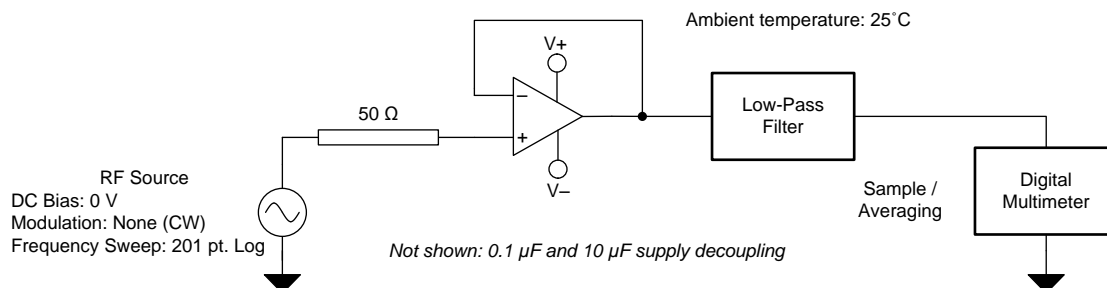 Ambient temperature: 25˚C
V+
−
+
V−
50 Ω
Low-Pass
Filter
RF Source
DC Bias: 0 V
Modulation: None (CW)
Frequency Sweep: 201 pt. Log
Sample /
Averaging
Digital
Multimeter
Not shown: 0.1 µF and 10 µF supply decoupling